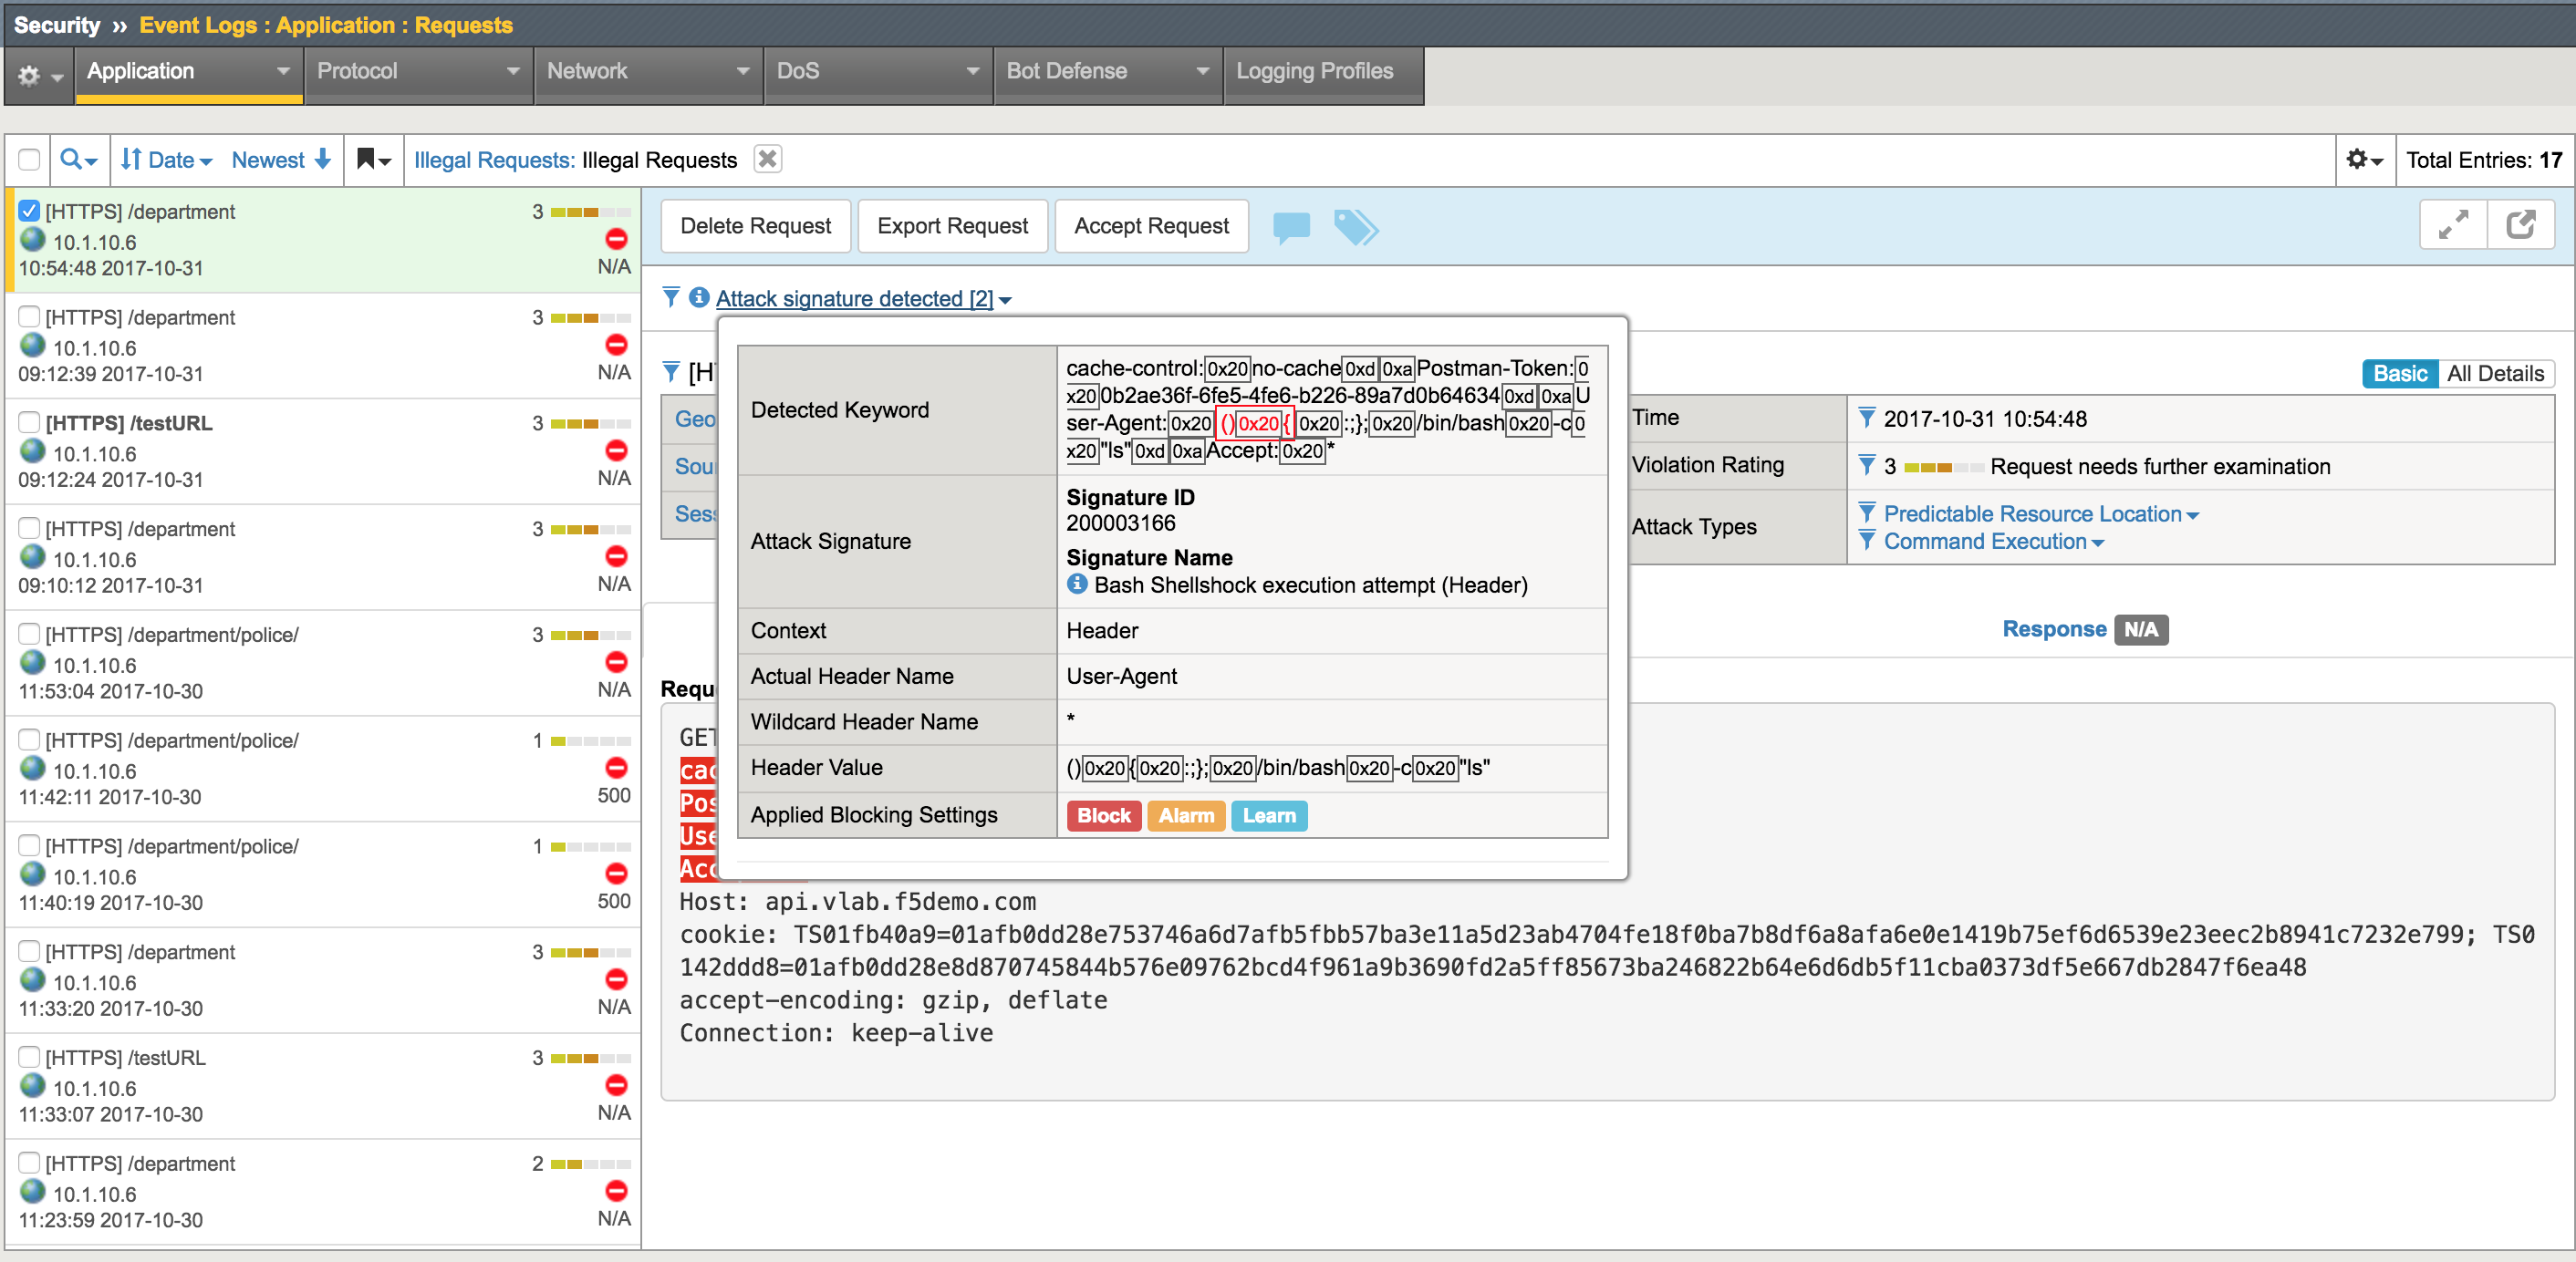 Security ›› Event Logs : Application : Requests
Application Protocol Network DoS Bot Defense Logging Profiles
Date Newest Illegal Requests: Illegal Requests Total Entries: 17
[HTTPS] /department 3
10.1.10.6
10:54:48 2017-10-31 N/A
[HTTPS] /department 3
10.1.10.6
09:12:39 2017-10-31 N/A
[HTTPS] /testURL 3
10.1.10.6
09:12:24 2017-10-31 N/A
[HTTPS] /department 3
10.1.10.6
09:10:12 2017-10-31 N/A
[HTTPS] /department/police/ 3
10.1.10.6
11:53:04 2017-10-30 N/A
[HTTPS] /department/police/ 1
10.1.10.6
11:42:11 2017-10-30 500
[HTTPS] /department/police/ 1
10.1.10.6
11:40:19 2017-10-30 500
[HTTPS] /department 3
10.1.10.6
11:33:20 2017-10-30 N/A
[HTTPS] /testURL 3
10.1.10.6
11:33:07 2017-10-30 N/A
[HTTPS] /department 2
10.1.10.6
11:23:59 2017-10-30 N/A
Delete Request Export Request Accept Request
Attack signature detected [2]
Detected Keyword
cache-control:0x20no-cache0xd0xaPostman-Token:0
x200b2ae36f-6fe5-4fe6-b226-89a7d0b646340xd0xaU
ser-Agent:0x20()0x20{0x20:;};0x20/bin/bash0x20-c0
x20"ls"0xd0xaAccept:0x20*
Attack Signature
Signature ID
200003166
Signature Name
Bash Shellshock execution attempt (Header)
Context Header
Actual Header Name User-Agent
Wildcard Header Name *
Header Value ()0x20{0x20:;};0x20/bin/bash0x20-c0x20"ls"
Applied Blocking Settings Block Alarm Learn
[H
Geo
Sou
Ses
Basic All Details
Time 2017-10-31 10:54:48
Violation Rating 3 Request needs further examination
Attack Types Predictable Resource Location
Command Execution
Response N/A
Requ
GET
cac
Pos
Use
Acc
Host: api.vlab.f5demo.com
cookie: TS01fb40a9=01afb0dd28e753746a6d7afb5fbb57ba3e11a5d23ab4704fe18f0ba7b8df6a8afa6e0e1419b75ef6d6539e23eec2b8941c7232e799; TS0
142ddd8=01afb0dd28e8d870745844b576e09762bcd4f961a9b3690fd2a5ff85673ba246822b64e6d6db5f11cba0373df5e667db2847f6ea48
accept-encoding: gzip, deflate
Connection: keep-alive